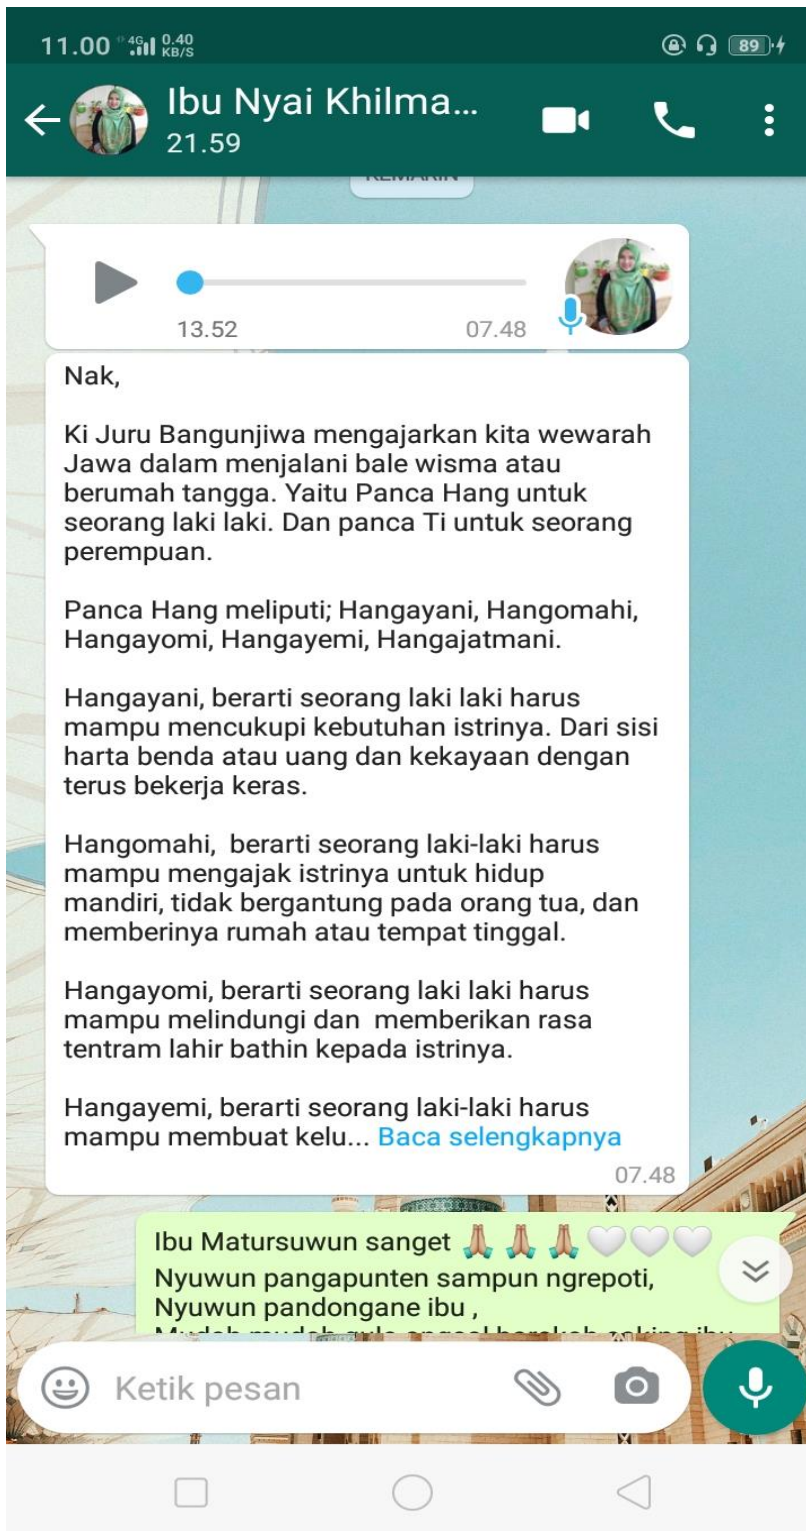 11.00 4G 0.40 KB/S 89
Ibu Nyai Khilma...
21.59
KEMARIN
13.52 07.48
Nak,
Ki Juru Bangunjiwa mengajarkan kita wewarah
Jawa dalam menjalani bale wisma atau
berumah tangga. Yaitu Panca Hang untuk
seorang laki laki. Dan panca Ti untuk seorang
perempuan.
Panca Hang meliputi; Hangayani, Hangomahi,
Hangayomi, Hangayemi, Hangajatmani.
Hangayani, berarti seorang laki laki harus
mampu mencukupi kebutuhan istrinya. Dari sisi
harta benda atau uang dan kekayaan dengan
terus bekerja keras.
Hangomahi,  berarti seorang laki-laki harus
mampu mengajak istrinya untuk hidup
mandiri, tidak bergantung pada orang tua, dan
memberinya rumah atau tempat tinggal.
Hangayomi, berarti seorang laki laki harus
mampu melindungi dan  memberikan rasa
tentram lahir bathin kepada istrinya.
Hangayemi, berarti seorang laki-laki harus
mampu membuat kelu... Baca selengkapnya
07.48
Ibu Matursuwun sanget 🙏🏽🙏🏽🙏🏽🤍🤍🤍
Nyuwun pangapunten sampun ngrepoti,
Nyuwun pandongane ibu ,
Ketik pesan